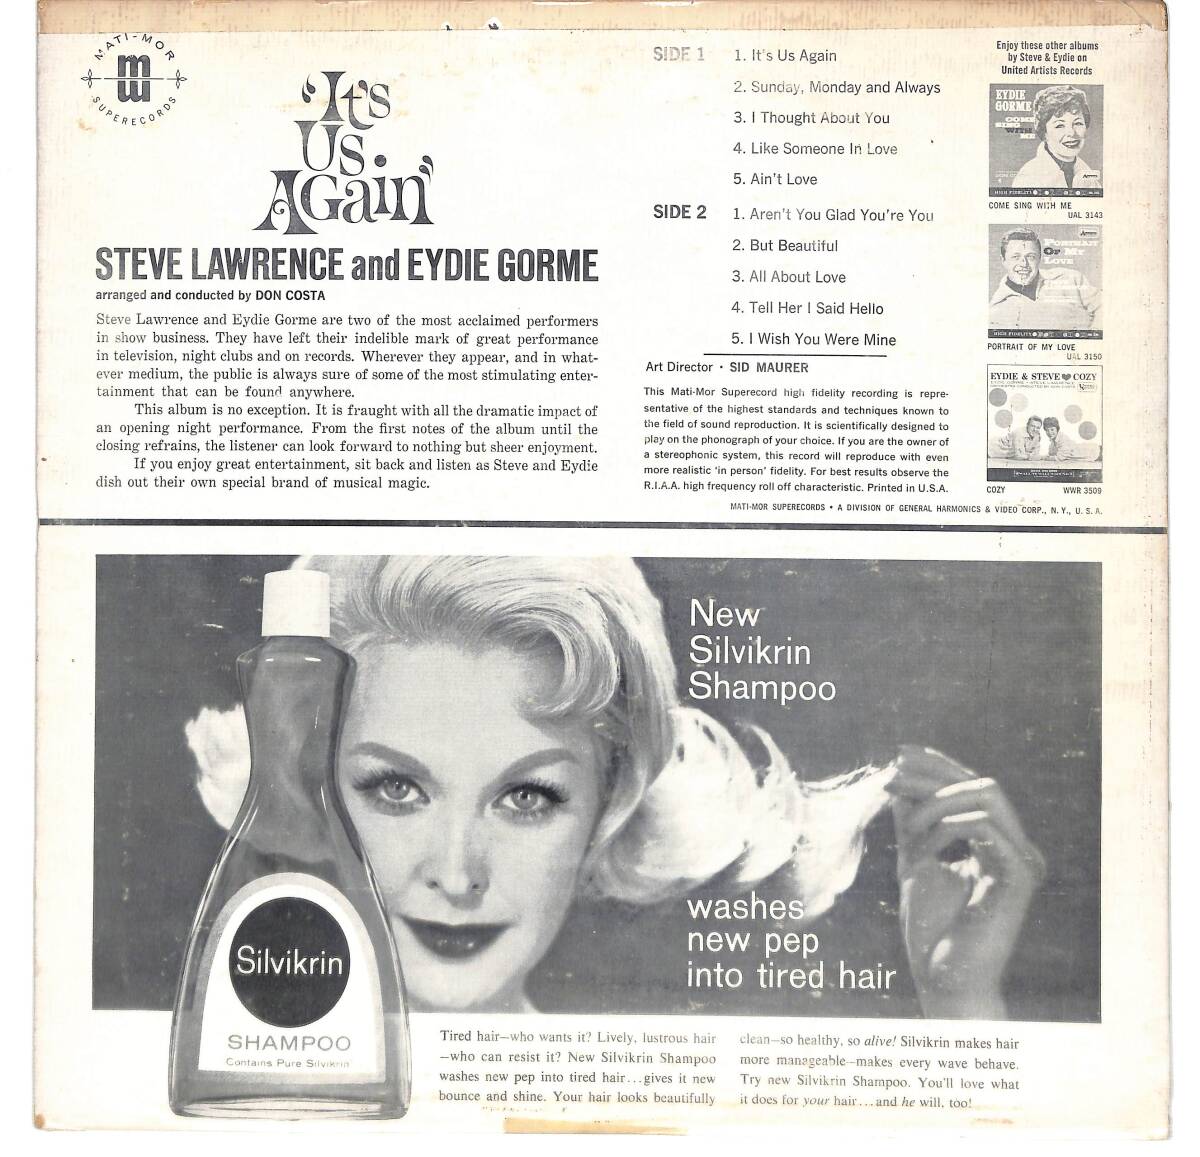 MATI-MOR
SUPERECORDS
'It's
Us
Again'
STEVE LAWRENCE and EYDIE GORME
arranged and conducted by DON COSTA
Steve Lawrence and Eydie Gorme are two of the most acclaimed performers
in show business. They have left their indelible mark of great performance
in television, night clubs and on records. Wherever they appear, and in what-
ever medium, the public is always sure of some of the most stimulating enter-
tainment that can be found anywhere.
This album is no exception. It is fraught with all the dramatic impact of
an opening night performance. From the first notes of the album until the
closing refrains, the listener can look forward to nothing but sheer enjoyment.
If you enjoy great entertainment, sit back and listen as Steve and Eydie
dish out their own special brand of musical magic.
SIDE 1
1. It's Us Again
2. Sunday, Monday and Always
3. I Thought About You
4. Like Someone In Love
5. Ain't Love
SIDE 2
1. Aren't You Glad You're You
2. But Beautiful
3. All About Love
4. Tell Her I Said Hello
5. I Wish You Were Mine
Art Director • SID MAURER
This Mati-Mor Superecord high fidelity recording is repre-
sentative of the highest standards and techniques known to
the field of sound reproduction. It is scientifically designed to
play on the phonograph of your choice. If you are the owner of
a stereophonic system, this record will reproduce with even
more realistic 'in person' fidelity. For best results observe the
R.I.A.A. high frequency roll off characteristic. Printed in U.S.A.
MATI-MOR SUPERECORDS • A DIVISION OF GENERAL HARMONICS & VIDEO CORP., N. Y., U. S. A.
Enjoy these other albums
by Steve & Eydie on
United Artists Records
EYDIE
GORME
COME
SING
WITH
ME
HIGH FIDELITY
COME SING WITH ME
UAL 3143
PORTRAIT
OF MY
LOVE
HIGH FIDELITY
PORTRAIT OF MY LOVE
UAL 3150
EYDIE & STEVE COZY
COZY
WWR 3509
New
Silvikrin
Shampoo
washes
new pep
into tired hair
Silvikrin
SHAMPOO
Contains Pure Silvikrin
Tired hair—who wants it? Lively, lustrous hair
—who can resist it? New Silvikrin Shampoo
washes new pep into tired hair...gives it new
bounce and shine. Your hair looks beautifully
clean—so healthy, so alive! Silvikrin makes hair
more manageable—makes every wave behave.
Try new Silvikrin Shampoo. You'll love what
it does for your hair...and he will, too!